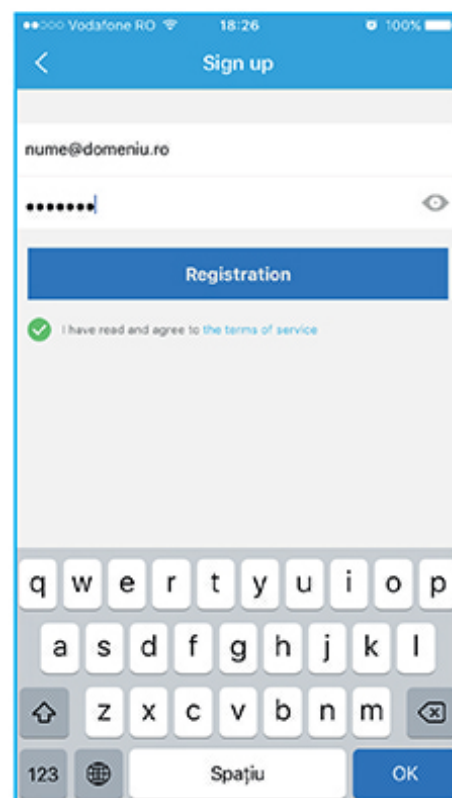 Vodafone RO 18:26 100%
Sign up
nume@domeniu.ro
•••••••
Registration
I have read and agree to the terms of service
q w e r t y u i o p
a s d f g h j k l
z x c v b n m
123 Spațiu OK